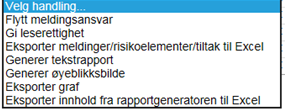 Velg handling...
Flytt meldingsansvar
Gi leserettighet
Eksporter meldinger/risikoelementer/tiltak til Excel
Generer tekstrapport
Generer øyeblikksbilde
Eksporter graf
Eksporter innhold fra rapportgeneratoren til Excel